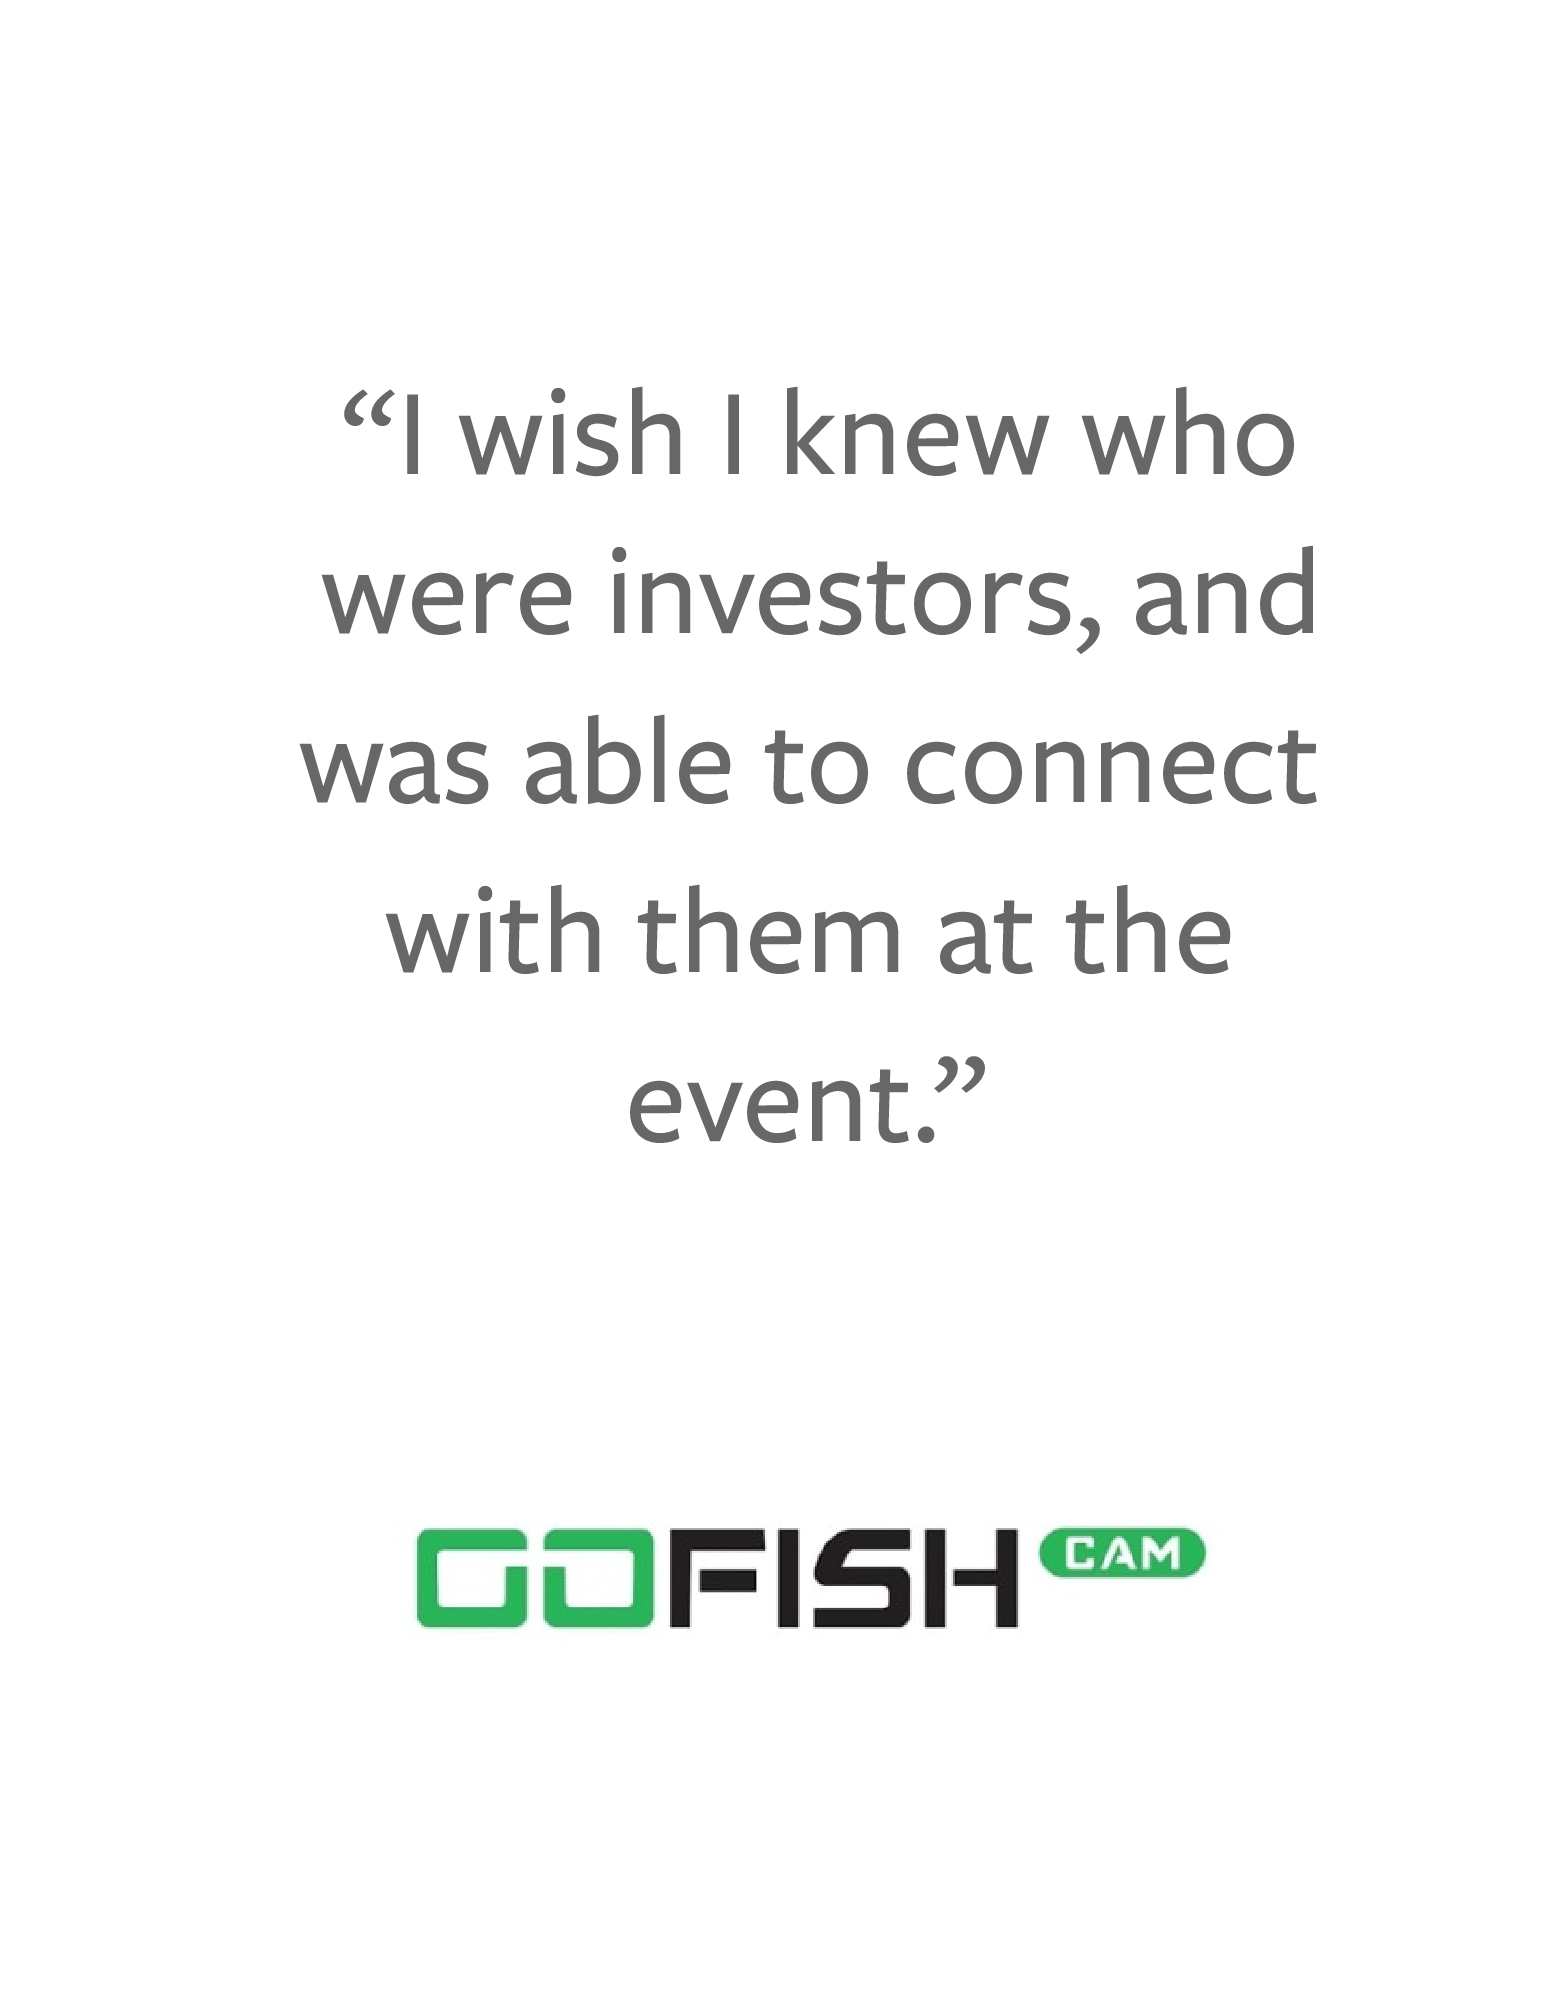 “I wish I knew who
were investors, and
was able to connect
with them at the
event.”
GOFISH CAM